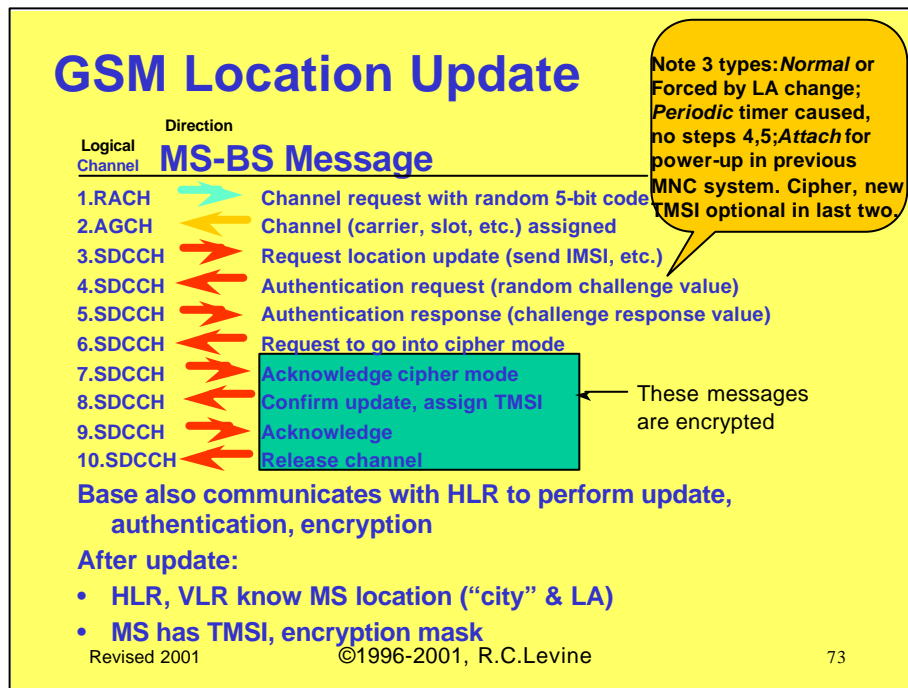 GSM Location Update
Note 3 types:Normal or
Forced by LA change;
Periodic timer caused,
no steps 4,5;Attach for
power-up in previous
MNC system. Cipher, new
TMSI optional in last two.
Direction
Logical
Channel MS-BS Message
1.RACH Channel request with random 5-bit code
2.AGCH Channel (carrier, slot, etc.) assigned
3.SDCCH Request location update (send IMSI, etc.)
4.SDCCH Authentication request (random challenge value)
5.SDCCH Authentication response (challenge response value)
6.SDCCH Request to go into cipher mode
7.SDCCH Acknowledge cipher mode
8.SDCCH Confirm update, assign TMSI
9.SDCCH Acknowledge
10.SDCCH Release channel
These messages
are encrypted
Base also communicates with HLR to perform update,
authentication, encryption
After update:
• HLR, VLR know MS location (“city” & LA)
• MS has TMSI, encryption mask
Revised 2001 ©1996-2001, R.C.Levine 73